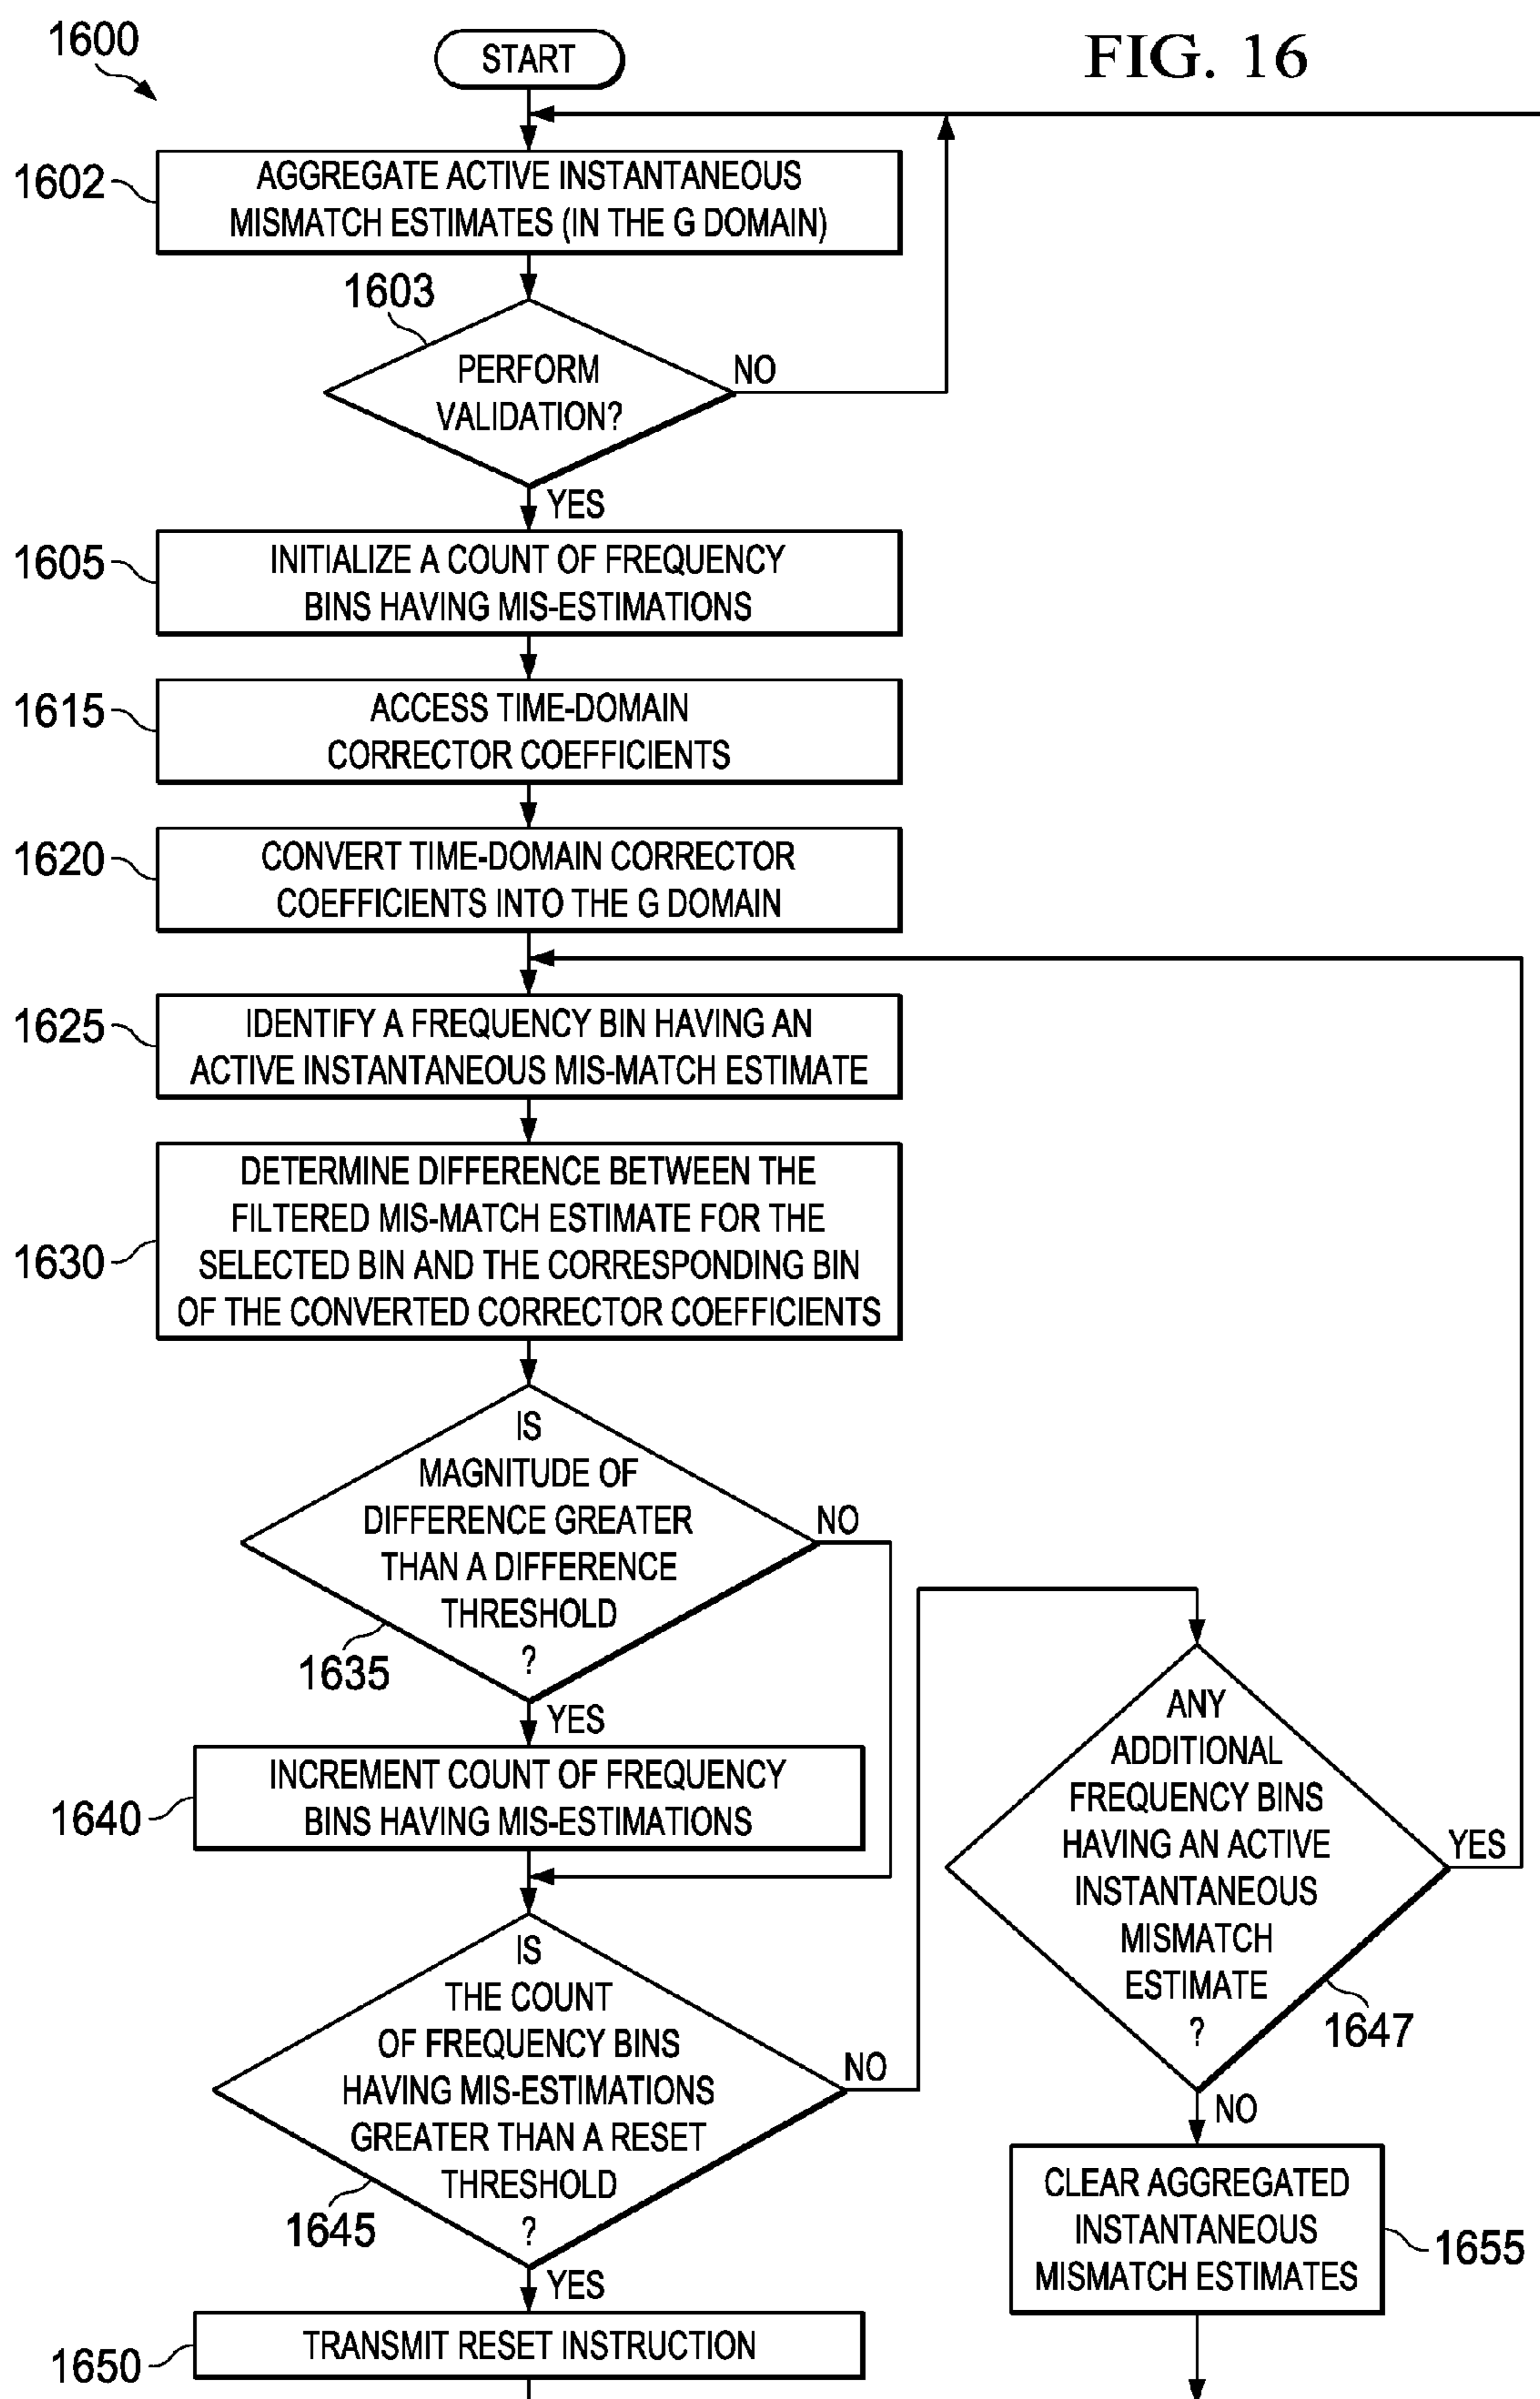 1600
START
FIG. 16
1602
AGGREGATE ACTIVE INSTANTANEOUS
MISMATCH ESTIMATES (IN THE G DOMAIN)
1603
PERFORM
VALIDATION?
NO
YES
1605
INITIALIZE A COUNT OF FREQUENCY
BINS HAVING MIS-ESTIMATIONS
1615
ACCESS TIME-DOMAIN
CORRECTOR COEFFICIENTS
1620
CONVERT TIME-DOMAIN CORRECTOR
COEFFICIENTS INTO THE G DOMAIN
1625
IDENTIFY A FREQUENCY BIN HAVING AN
ACTIVE INSTANTANEOUS MIS-MATCH ESTIMATE
1630
DETERMINE DIFFERENCE BETWEEN THE
FILTERED MIS-MATCH ESTIMATE FOR THE
SELECTED BIN AND THE CORRESPONDING BIN
OF THE CONVERTED CORRECTOR COEFFICIENTS
IS
MAGNITUDE OF
DIFFERENCE GREATER
THAN A DIFFERENCE
THRESHOLD
?
NO
1635
YES
1640
INCREMENT COUNT OF FREQUENCY
BINS HAVING MIS-ESTIMATIONS
IS
THE COUNT
OF FREQUENCY BINS
HAVING MIS-ESTIMATIONS
GREATER THAN A RESET
THRESHOLD
?
NO
1645
YES
1650
TRANSMIT RESET INSTRUCTION
ANY
ADDITIONAL
FREQUENCY BINS
HAVING AN ACTIVE
INSTANTANEOUS
MISMATCH
ESTIMATE
?
YES
1647
NO
CLEAR AGGREGATED
INSTANTANEOUS
MISMATCH ESTIMATES
1655